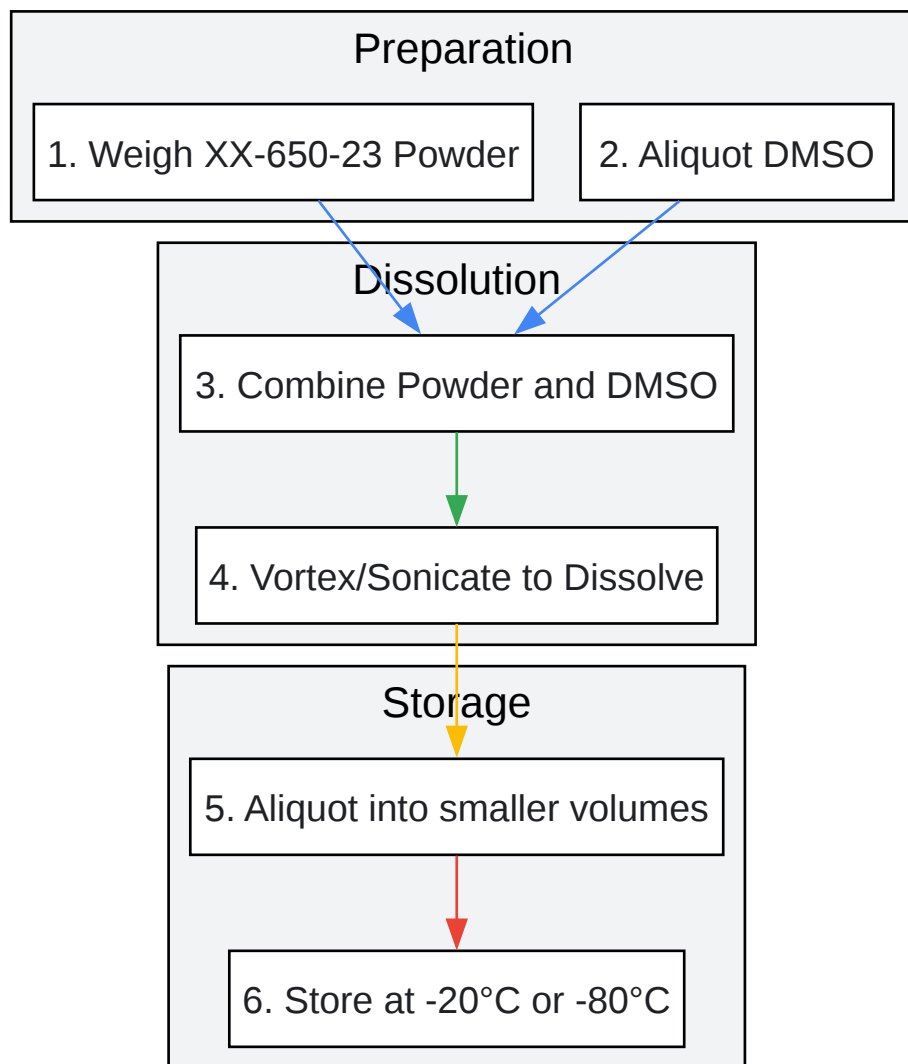 Preparation
1. Weigh XX-650-23 Powder
2. Aliquot DMSO
Dissolution
3. Combine Powder and DMSO
4. Vortex/Sonicate to Dissolve
Storage
5. Aliquot into smaller volumes
6. Store at -20°C or -80°C